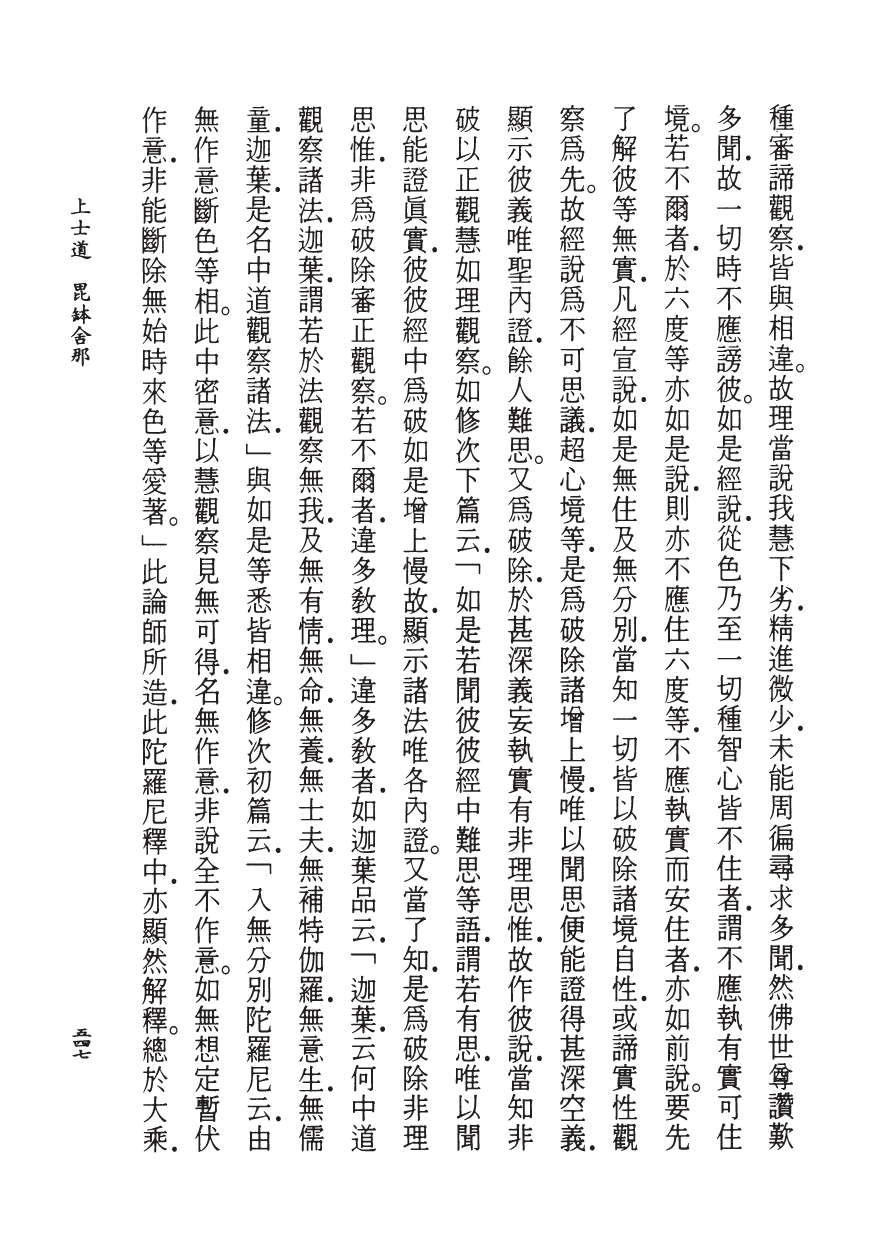 種審諦觀察．皆與相違。故理當說我慧下劣．精進微少．未能周徧尋求多聞．然佛世尊讚歎
多聞．故一切時不應謗彼。如是經說．從色乃至一切種智心皆不住者．謂不應執有實可住
境。若不爾者．於六度等亦如是說．則亦不應住六度等．不應執實而安住者．亦如前說。要先
了解彼等無實．凡經宣說．如是無住及無分別．當知一切皆以破除諸境自性．或諦實性觀
察爲先。故經說爲不可思議．超心境等．是爲破除諸增上慢．唯以聞思便能證得甚深空義．
顯示彼義唯聖內證．餘人難思。又爲破除．於甚深義妄執實有非理思惟．故作彼說．當知非
破以正觀慧如理觀察。如修次下篇云．「如是若聞彼彼經中難思等語．謂若有思．唯以聞
思能證眞實．彼彼經中爲破如是增上慢故．顯示諸法唯各內證。又當了知．是爲破除非理
思惟．非爲破除審正觀察。若不爾者．違多敎理。」違多敎者．如迦葉品云．「迦葉．云何中道
觀察諸法．迦葉．謂若於法觀察無我．及無有情．無命．無養．無士夫．無補特伽羅．無意生．無儒
童．迦葉．是名中道觀察諸法．」與如是等悉皆相違。修次初篇云．「入無分別陀羅尼云．由
無作意斷色等相。此中密意．以慧觀察見無可得．名無作意．非說全不作意。如無想定暫伏
作意．非能斷除無始時來色等愛著。」此論師所造．此陀羅尼釋中．亦顯然解釋。總於大乘．
上士道　毘鉢舍那
五四七